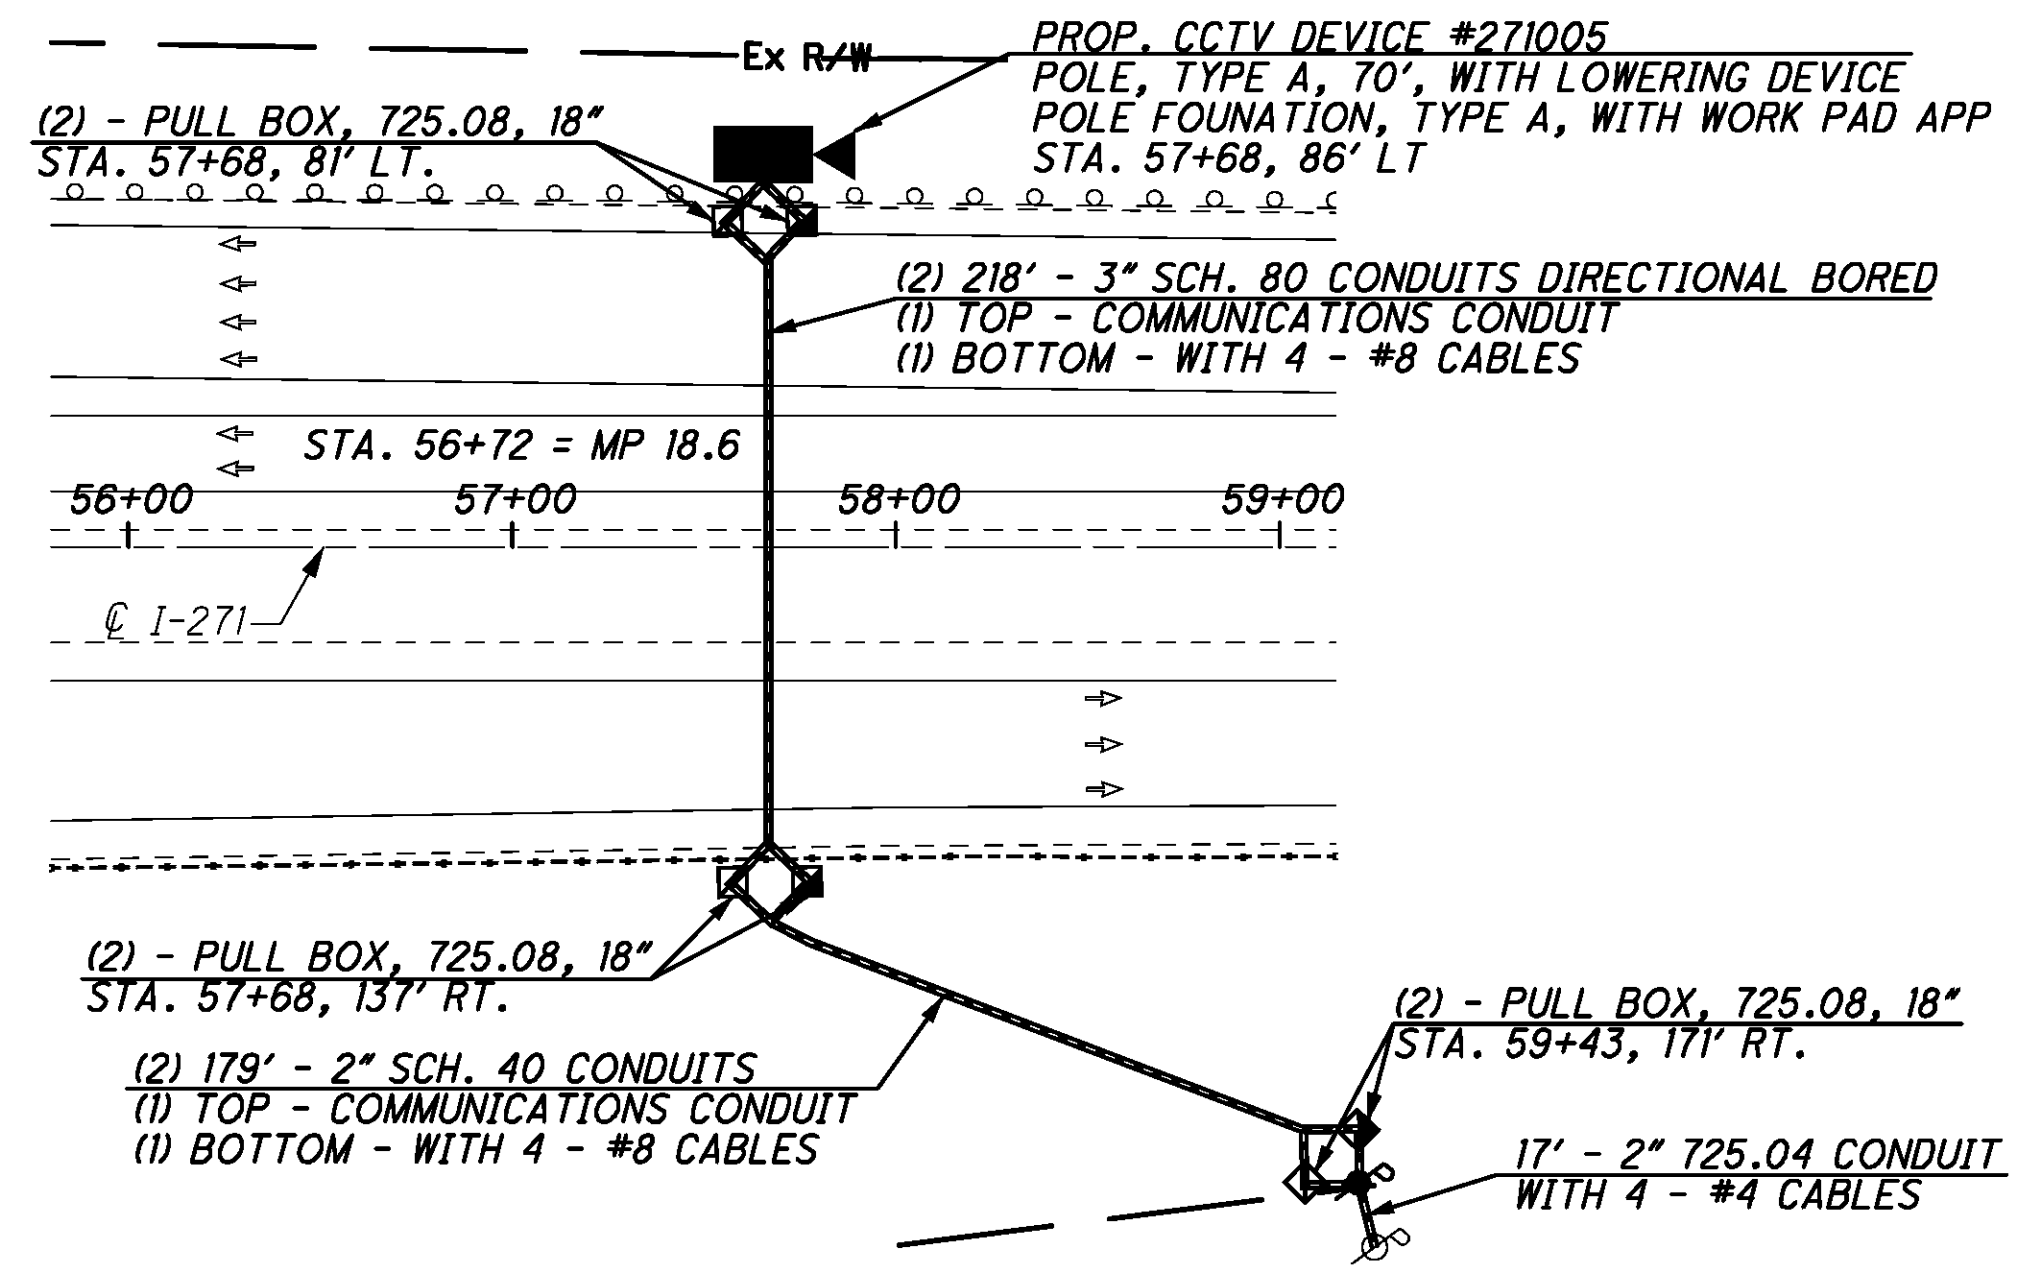 Ex R/W
PROP. CCTV DEVICE #271005
POLE, TYPE A, 70', WITH LOWERING DEVICE
POLE FOUNATION, TYPE A, WITH WORK PAD APP
STA. 57+68, 86' LT
(2) - PULL BOX, 725.08, 18"
STA. 57+68, 81' LT.
(2) 218' - 3" SCH. 80 CONDUITS DIRECTIONAL BORED
(1) TOP - COMMUNICATIONS CONDUIT
(1) BOTTOM - WITH 4 - #8 CABLES
STA. 56+72 = MP 18.6
56+00 57+00 58+00 59+00
℄ I-271
(2) - PULL BOX, 725.08, 18"
STA. 57+68, 137' RT.
(2) 179' - 2" SCH. 40 CONDUITS
(1) TOP - COMMUNICATIONS CONDUIT
(1) BOTTOM - WITH 4 - #8 CABLES
(2) - PULL BOX, 725.08, 18"
STA. 59+43, 171' RT.
17' - 2" 725.04 CONDUIT
WITH 4 - #4 CABLES